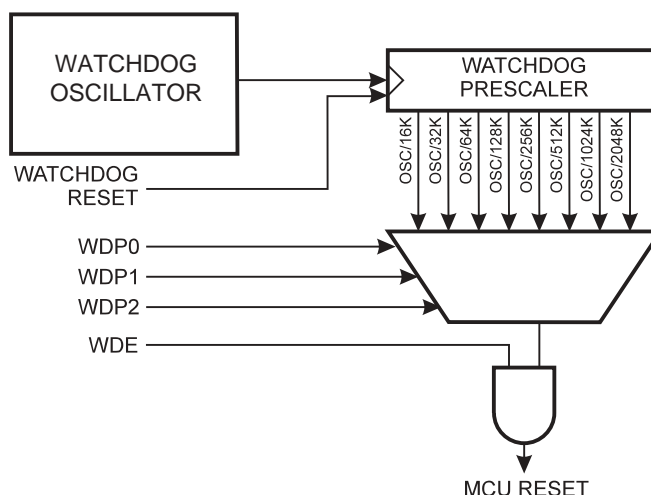 WATCHDOG
OSCILLATOR
WATCHDOG
PRESCALER
OSC/16K
OSC/32K
OSC/64K
OSC/128K
OSC/256K
OSC/512K
OSC/1024K
OSC/2048K
WATCHDOG
RESET
WDP0
WDP1
WDP2
WDE
MCU RESET